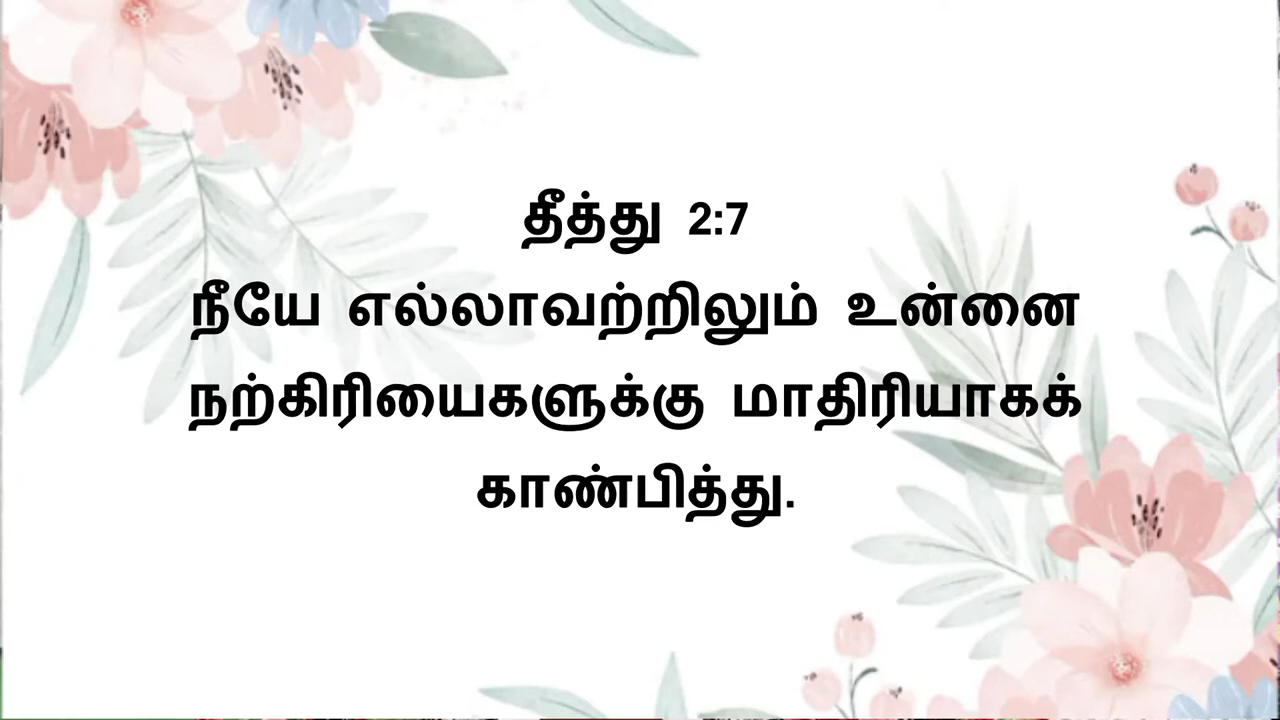 தீத்து 2:7
நீயே எல்லாவற்றிலும் உன்னை
நற்கிரியைகளுக்கு மாதிரியாகக்
காண்பித்து.